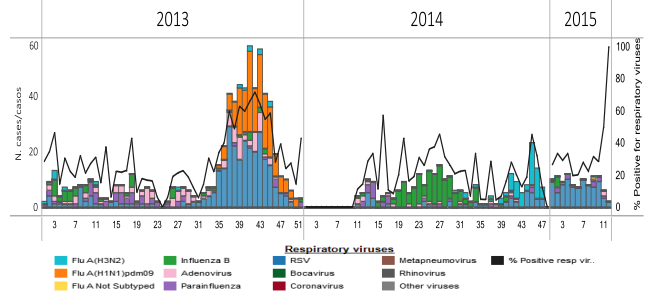 2013 2014 2015
60 100
80
40 60
20 40
20
0 0
N. cases/casos
% Positive for respiratory viruses
3 7 11 15 19 23 27 31 35 39 43 47 51 3 7 11 15 19 23 27 31 35 39 43 47 3 7 11
Respiratory viruses
Flu A(H3N2) Influenza B RSV Metapneumovirus % Positive resp vir..
Flu A(H1N1)pdm09 Adenovirus Bocavirus Rhinovirus
Flu A Not Subtyped Parainfluenza Coronavirus Other viruses